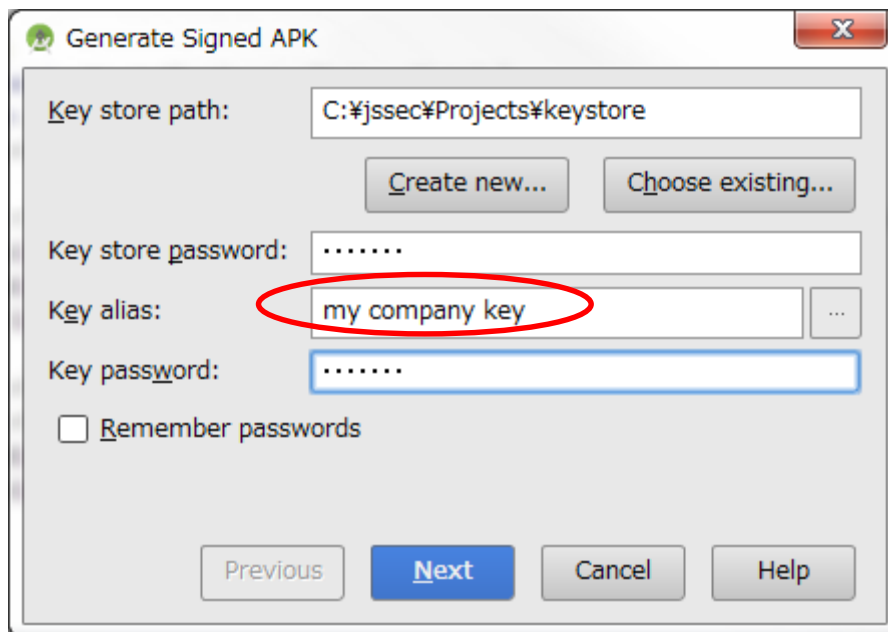 Generate Signed APK
Key store path: C:¥jssec¥Projects¥keystore
Create new... Choose existing...
Key store password: ·······
Key alias: my company key ...
Key password: ·······
Remember passwords
Previous Next Cancel Help